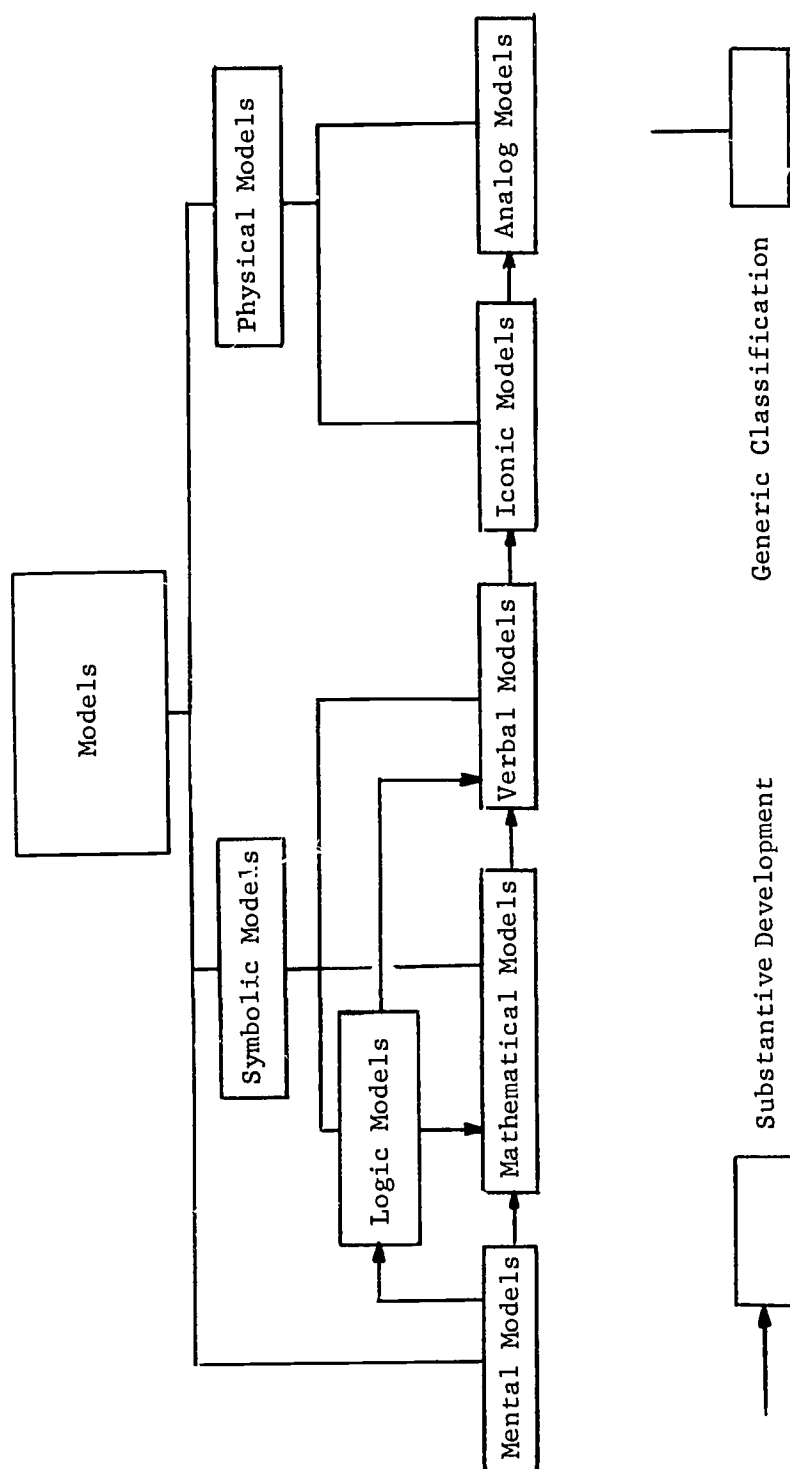 Models
Symbolic Models
Physical Models
Logic Models
Mental Models
Mathematical Models
Verbal Models
Iconic Models
Analog Models
Substantive Development
Generic Classification